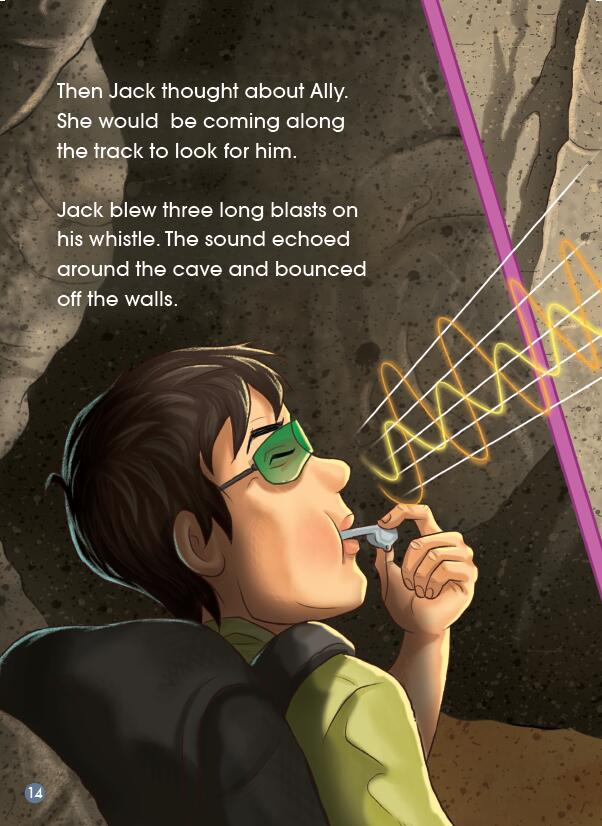 Then Jack thought about Ally.
She would  be coming along
the track to look for him.
Jack blew three long blasts on
his whistle. The sound echoed
around the cave and bounced
off the walls.
14